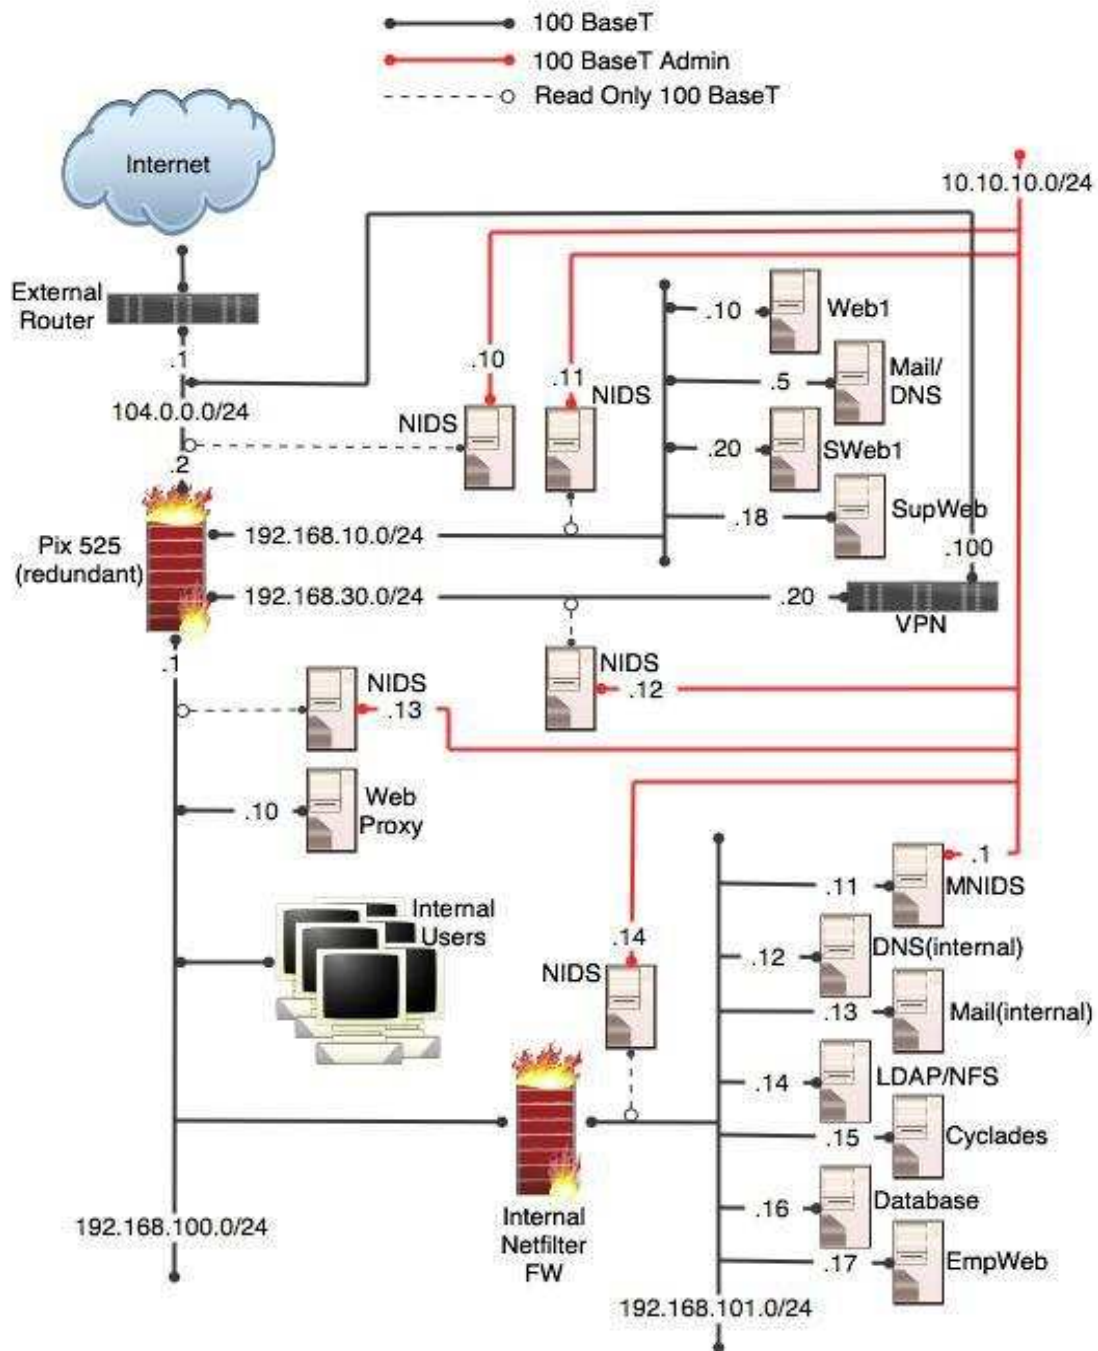 100 BaseT
100 BaseT Admin
Read Only 100 BaseT
Internet
10.10.10.0/24
External
Router
.1
104.0.0.0/24
.2
.10
NIDS
.11
NIDS
.10
Web1
.5
Mail/
DNS
.20
SWeb1
.18
SupWeb
.100
Pix 525
(redundant)
192.168.10.0/24
192.168.30.0/24
.20
VPN
.1
NIDS
.13
NIDS
.12
.10
Web
Proxy
Internal
Users
.14
NIDS
.1
.11
MNIDS
.12
DNS(internal)
.13
Mail(internal)
.14
LDAP/NFS
.15
Cyclades
.16
Database
.17
EmpWeb
192.168.100.0/24
Internal
Netfilter
FW
192.168.101.0/24